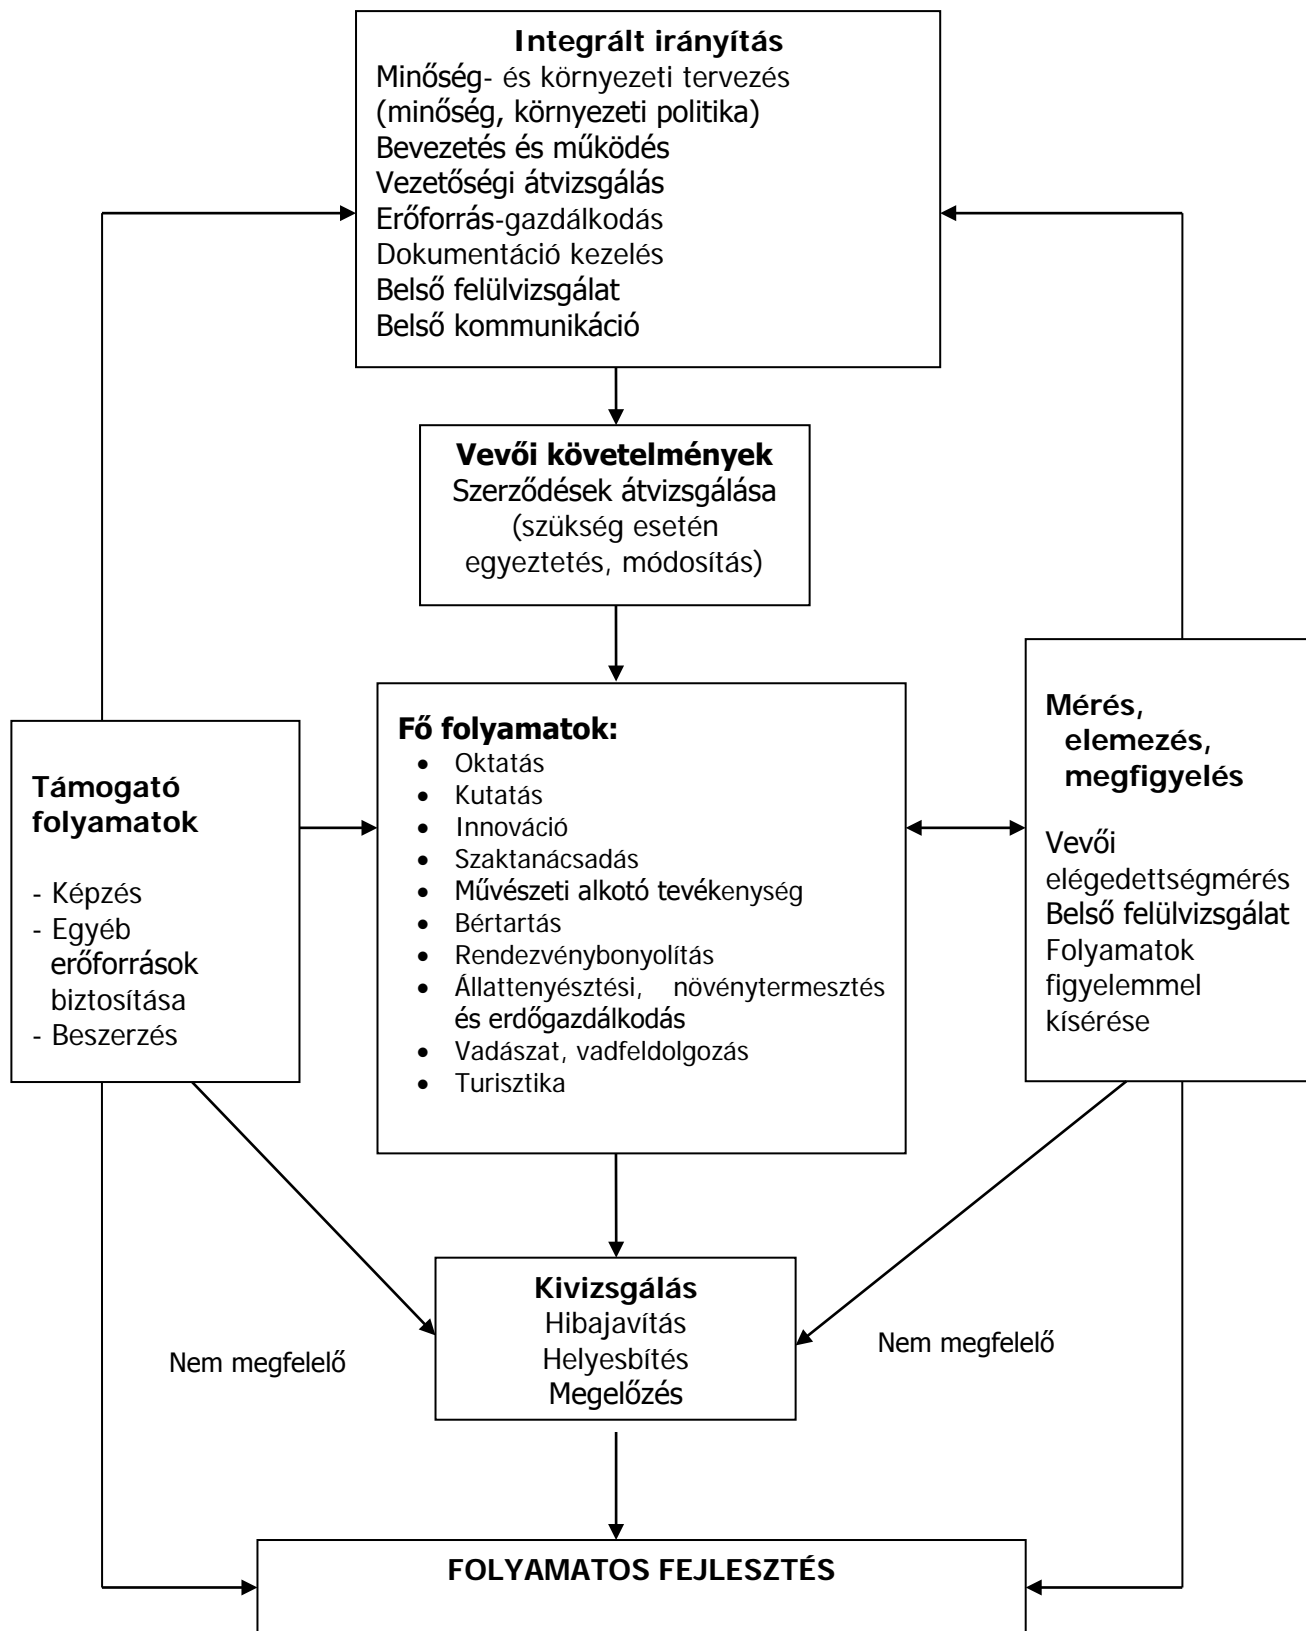 Integrált irányítás
Minőség- és környezeti tervezés
(minőség, környezeti politika)
Bevezetés és működés
Vezetőségi átvizsgálás
Erőforrás-gazdálkodás
Dokumentáció kezelés
Belső felülvizsgálat
Belső kommunikáció
Vevői követelmények
Szerződések átvizsgálása
(szükség esetén
egyeztetés, módosítás)
Támogató
folyamatok
- Képzés
- Egyéb
erőforrások
biztosítása
- Beszerzés
Fő folyamatok:
• Oktatás
• Kutatás
• Innováció
• Szaktanácsadás
• Művészeti alkotó tevékenység
• Bértartás
• Rendezvénybonyolítás
• Állattenyésztési, növénytermesztés
és erdőgazdálkodás
• Vadászat, vadfeldolgozás
• Turisztika
Mérés,
elemezés,
megfigyelés
Vevői
elégedettségmérés
Belső felülvizsgálat
Folyamatok
figyelemmel
kísérése
Kivizsgálás
Hibajavítás
Helyesbítés
Megelőzés
Nem megfelelő
Nem megfelelő
FOLYAMATOS FEJLESZTÉS